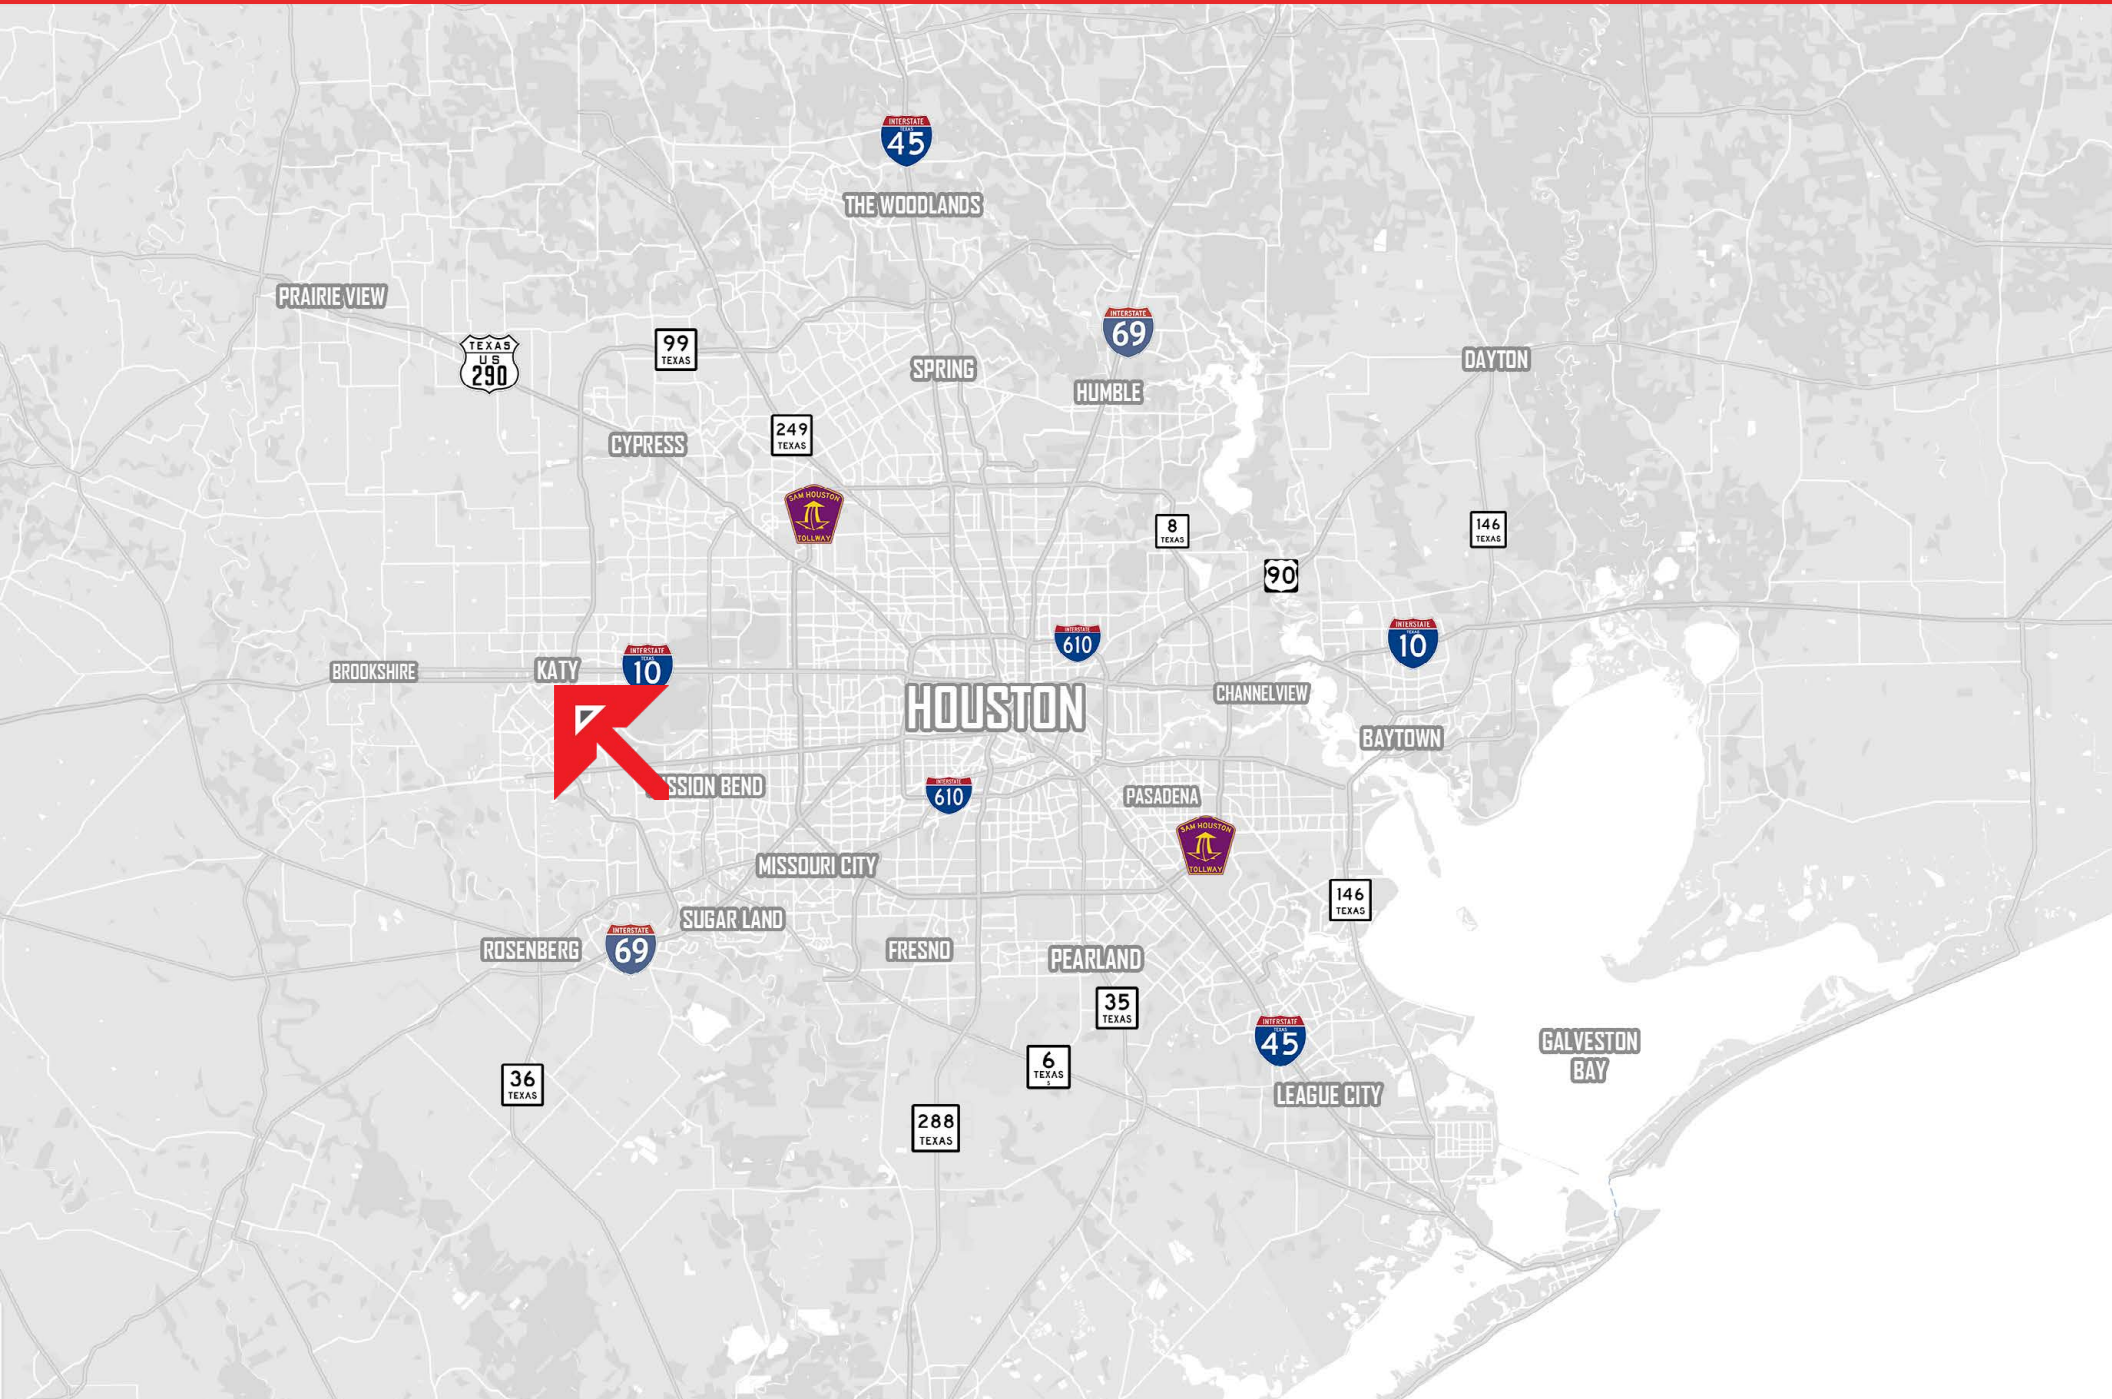 INTERSTATE
TEXAS
45
THE WOODLANDS
PRAIRIE VIEW
INTERSTATE
69
TEXAS
US
290
99
TEXAS
SPRING
DAYTON
HUMBLE
249
TEXAS
CYPRESS
SAM HOUSTON
TOLLWAY
8
TEXAS
146
TEXAS
90
INTERSTATE
610
INTERSTATE
TEXAS
10
BROOKSHIRE
KATY
INTERSTATE
TEXAS
10
HOUSTON
CHANNELVIEW
BAYTOWN
SSION BEND
INTERSTATE
610
PASADENA
SAM HOUSTON
TOLLWAY
MISSOURI CITY
146
TEXAS
SUGAR LAND
ROSENBERG
INTERSTATE
69
FRESNO
PEARLAND
35
TEXAS
INTERSTATE
TEXAS
45
GALVESTON
BAY
6
TEXAS
S
36
TEXAS
LEAGUE CITY
288
TEXAS